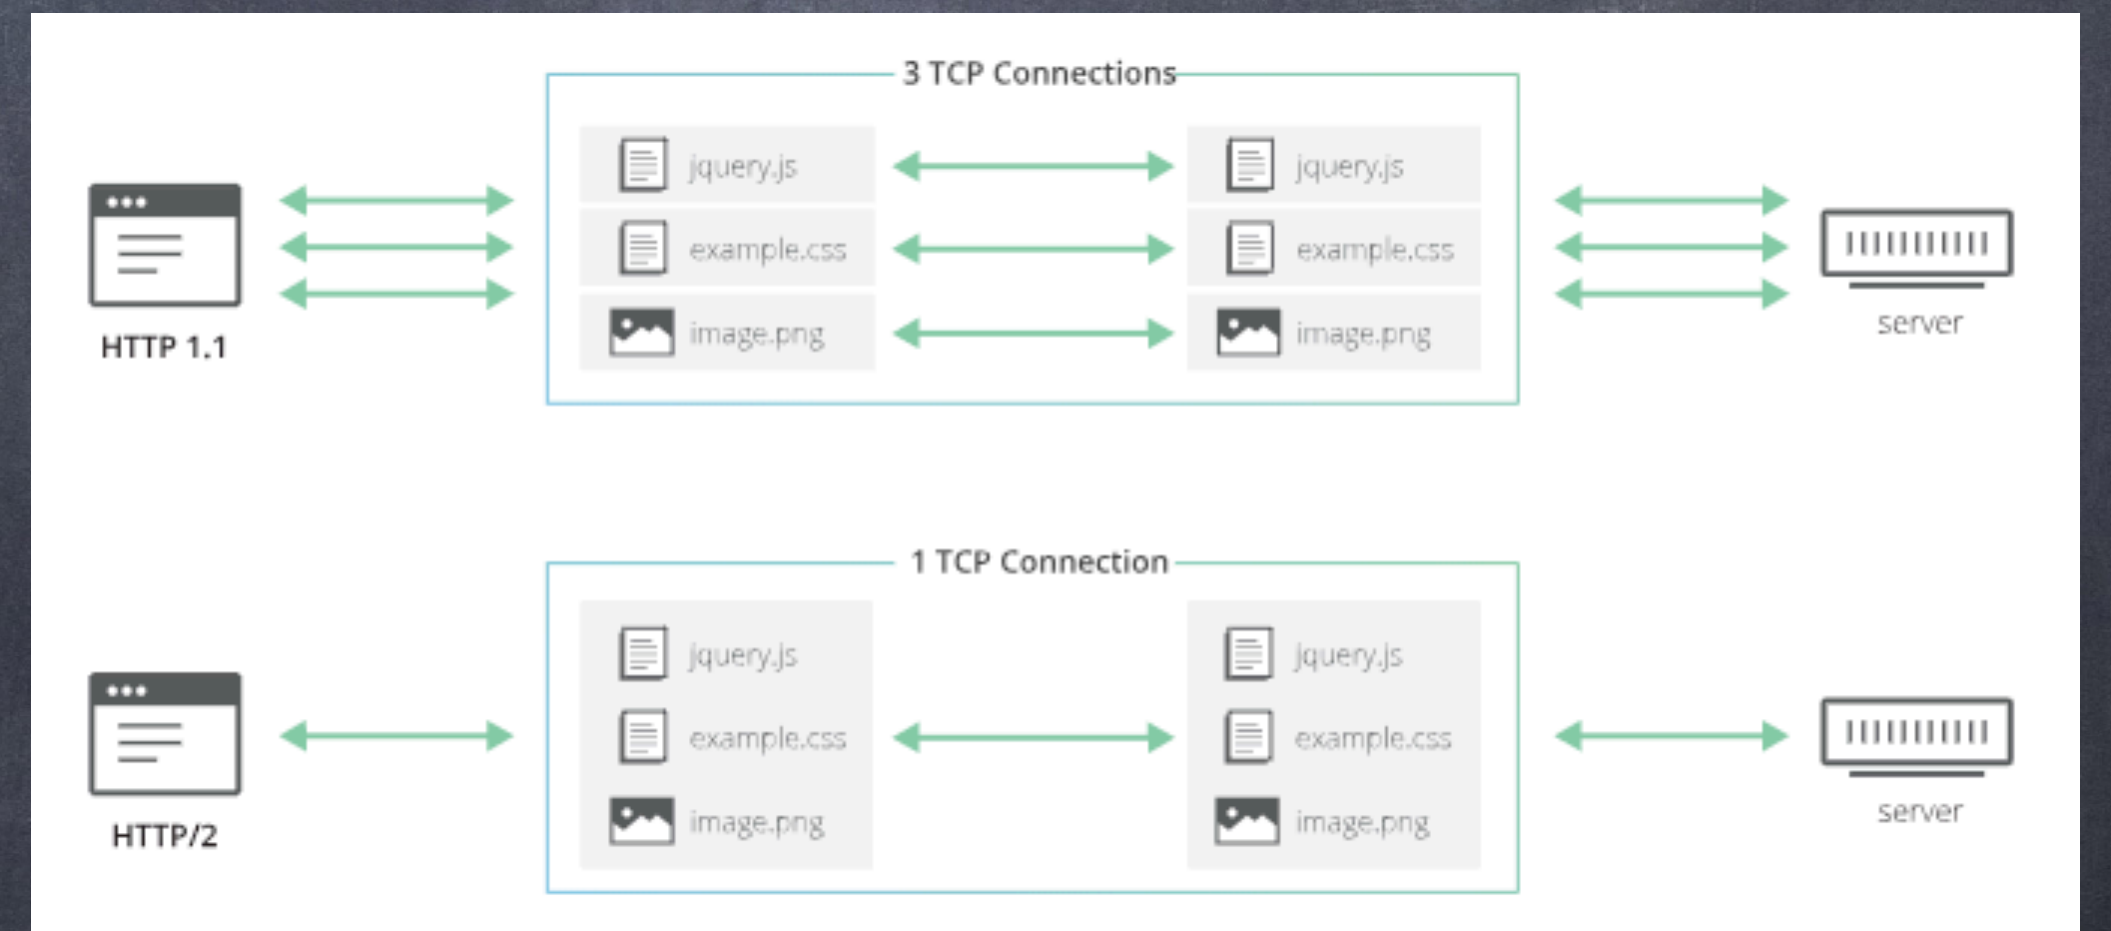 3 TCP Connections
jquery.js
jquery.js
example.css
example.css
image.png
image.png
HTTP 1.1
server
1 TCP Connection
jquery.js
jquery.js
example.css
example.css
image.png
image.png
HTTP/2
server